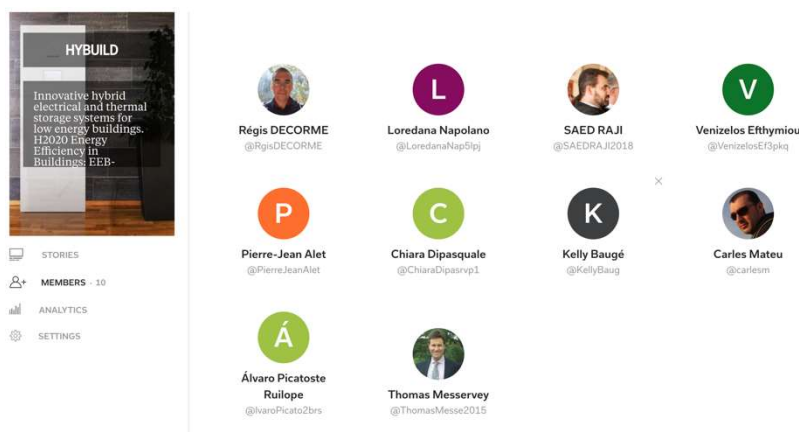 HYBUILD
Innovative hybrid
electrical and thermal
storage systems for
low energy buildings.
H2020 Energy
Efficiency in
Buildings: EEB-
STORIES
MEMBERS · 10
ANALYTICS
SETTINGS
Régis DECORME
@RgisDECORME
L
Loredana Napolano
@LoredanaNap5lpj
SAED RAJI
@SAEDRAJI2018
V
Venizelos Efthymiou
@VenizelosEf3pkq
P
Pierre-Jean Alet
@PierreJeanAlet
C
Chiara Dipasquale
@ChiaraDipasrvp1
K
Kelly Baugé
@KellyBaug
Carles Mateu
@carlesm
Á
Álvaro Picatoste
Ruilope
@lvaroPicato2brs
Thomas Messervey
@ThomasMesse2015